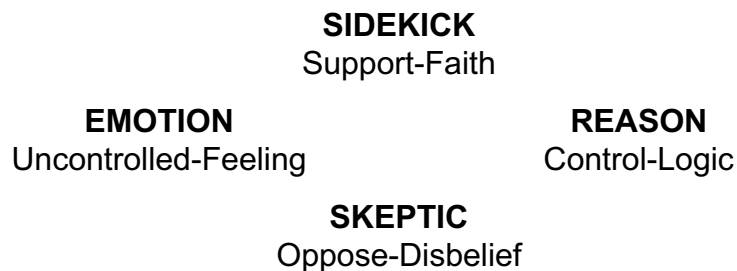 SIDEKICK
Support-Faith
EMOTION
Uncontrolled-Feeling
REASON
Control-Logic
SKEPTIC
Oppose-Disbelief